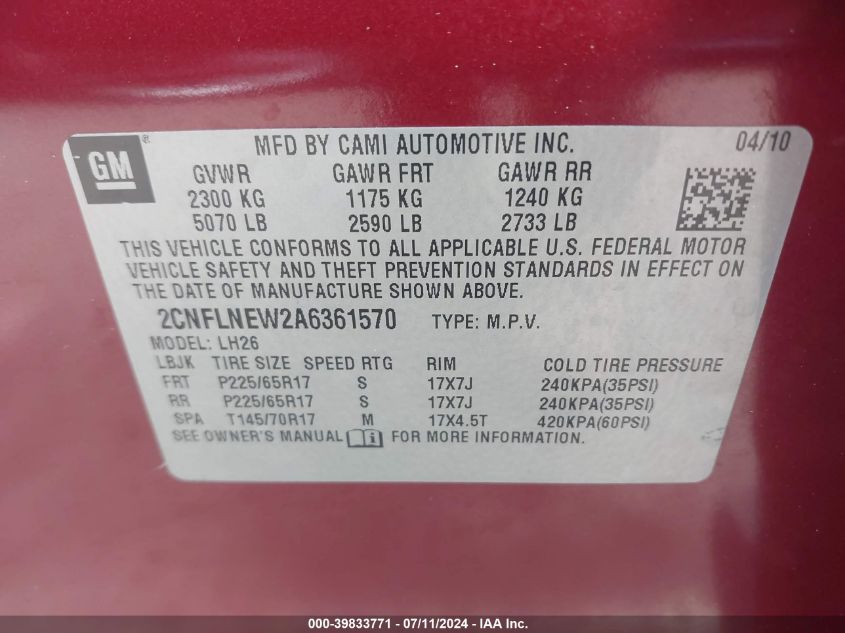 GM ®
MFD BY CAMI AUTOMOTIVE INC. 04/10
GVWR GAWR FRT GAWR RR
2300 KG 1175 KG 1240 KG
5070 LB 2590 LB 2733 LB
THIS VEHICLE CONFORMS TO ALL APPLICABLE U.S. FEDERAL MOTOR
VEHICLE SAFETY AND THEFT PREVENTION STANDARDS IN EFFECT ON
THE DATE OF MANUFACTURE SHOWN ABOVE.
2CNFLNEW2A6361570 TYPE: M.P.V.
MODEL: LH26
LBJK TIRE SIZE SPEED RTG RIM COLD TIRE PRESSURE
FRT P225/65R17 S 17X7J 240KPA(35PSI)
RR P225/65R17 S 17X7J 240KPA(35PSI)
SPA T145/70R17 M 17X4.5T 420KPA(60PSI)
SEE OWNER'S MANUAL FOR MORE INFORMATION.
000-39833771 - 07/11/2024 - IAA Inc.